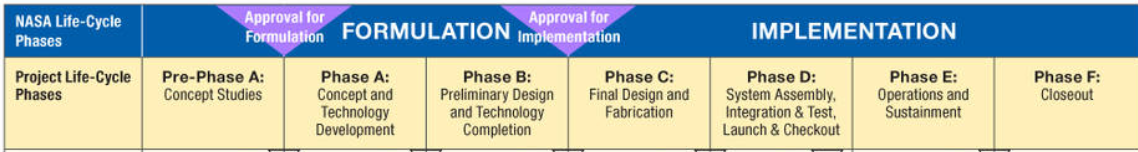 NASA Life-Cycle
Phases
Approval for
Formulation
FORMULATION
Approval for
Implementation
IMPLEMENTATION
Project Life-Cycle
Phases
Pre-Phase A:
Concept Studies
Phase A:
Concept and
Technology
Development
Phase B:
Preliminary Design
and Technology
Completion
Phase C:
Final Design and
Fabrication
Phase D:
System Assembly,
Integration & Test,
Launch & Checkout
Phase E:
Operations and
Sustainment
Phase F:
Closeout